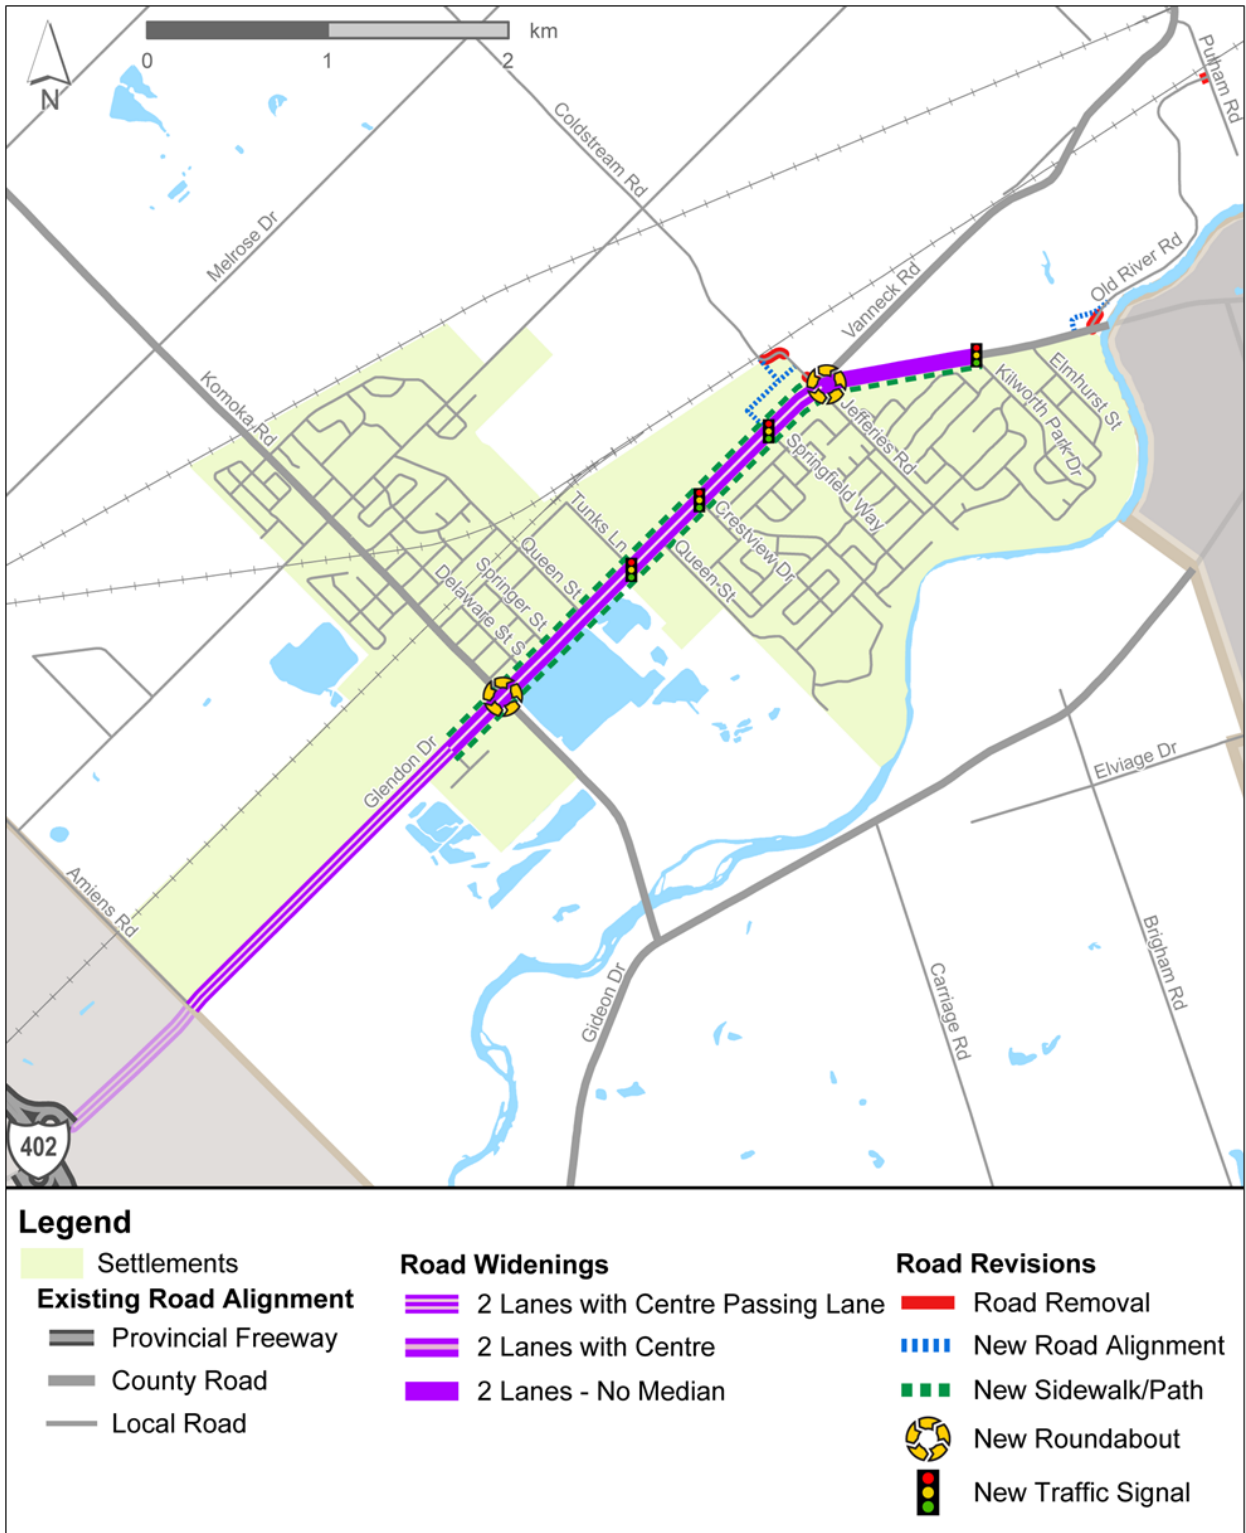 km
0
1
2
N
Pulham Rd
Coldstream Rd
Melrose Dr
Old River Rd
Vanneck Rd
Komoka Rd
Elmhurst St
Kilworth Park Dr
Jefferies Rd
Springfield Way
Crestview Dr
Tunks Ln
Queen St
Queen St
Springer St
Delaware St S
Glendon Dr
Elviage Dr
Amiens Rd
Gideon Dr
Carriage Rd
Brigham Rd
402
Legend
Settlements
Existing Road Alignment
Provincial Freeway
County Road
Local Road
Road Widenings
2 Lanes with Centre Passing Lane
2 Lanes with Centre
2 Lanes - No Median
Road Revisions
Road Removal
New Road Alignment
New Sidewalk/Path
New Roundabout
New Traffic Signal